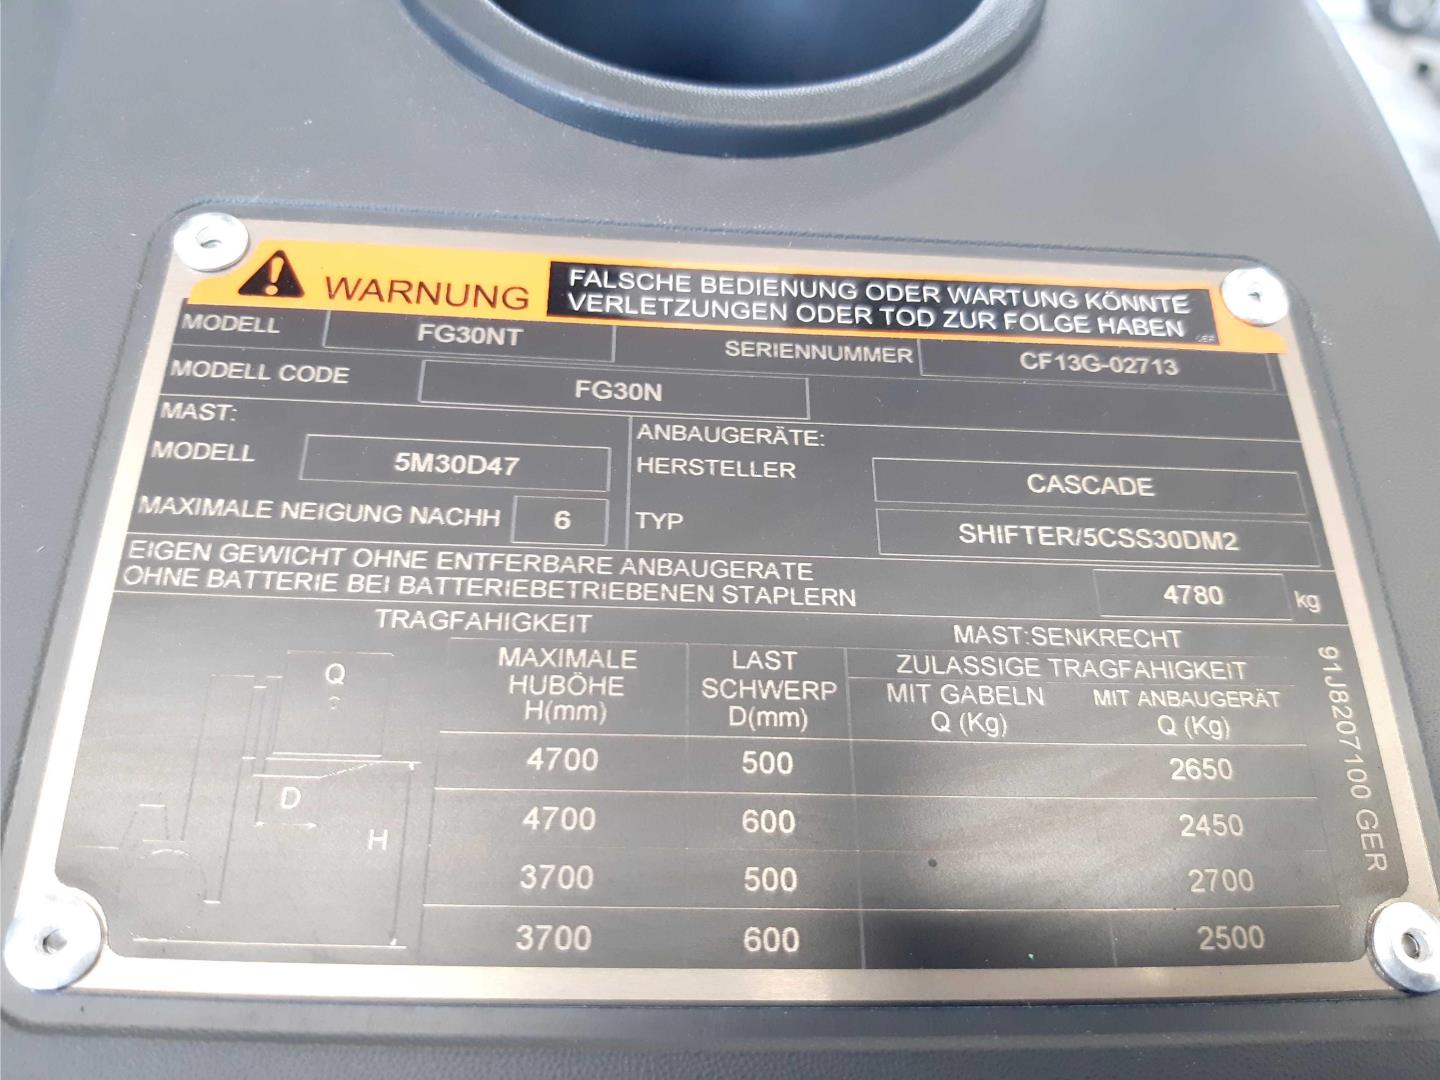 WARNUNG
FALSCHE BEDIENUNG ODER WARTUNG KÖNNTE
VERLETZUNGEN ODER TOD ZUR FOLGE HABEN
GER
MODELL FG30NT SERIENNUMMER CF13G-02713
MODELL CODE FG30N
MAST:
MODELL 5M30D47
MAXIMALE NEIGUNG NACHH 6
ANBAUGERÄTE:
HERSTELLER CASCADE
TYP SHIFTER/5CSS30DM2
EIGEN GEWICHT OHNE ENTFERBARE ANBAUGERATE
OHNE BATTERIE BEI BATTERIEBETRIEBENEN STAPLERN 4780 kg
TRAGFAHIGKEIT
MAST:SENKRECHT
ZULASSIGE TRAGFAHIGKEIT
MAXIMALE
HUBÖHE
H(mm)
LAST
SCHWERP
D(mm)
MIT GABELN
Q (Kg)
MIT ANBAUGERÄT
Q (Kg)
4700 500 2650
4700 600 2450
3700 500 2700
3700 600 2500
Q
D
H
91J8207100 GER